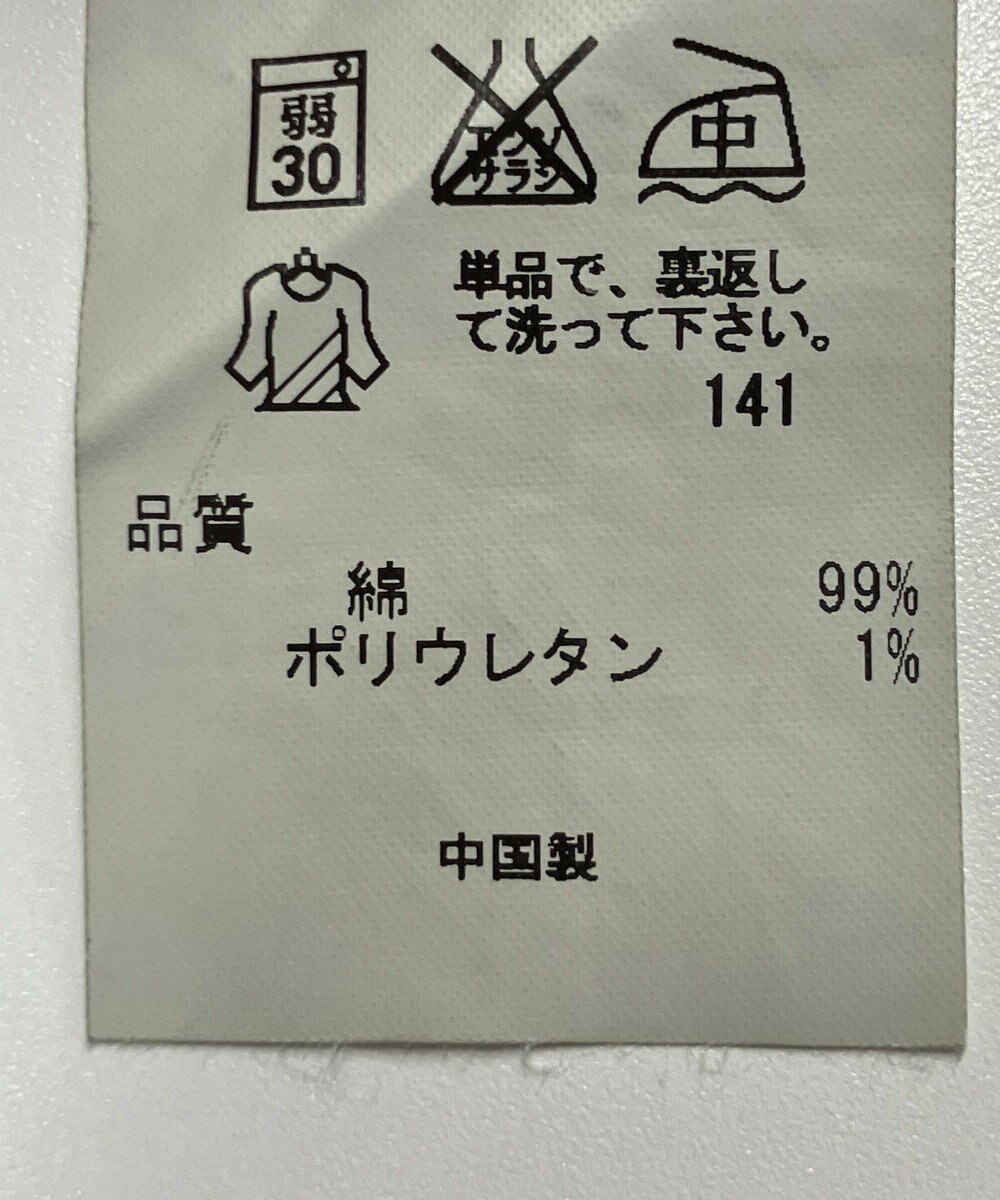 弱
30
エンソ
サラシ
中
単品で、裏返し
て洗って下さい。
141
品質
綿 99%
ポリウレタン 1%
中国製